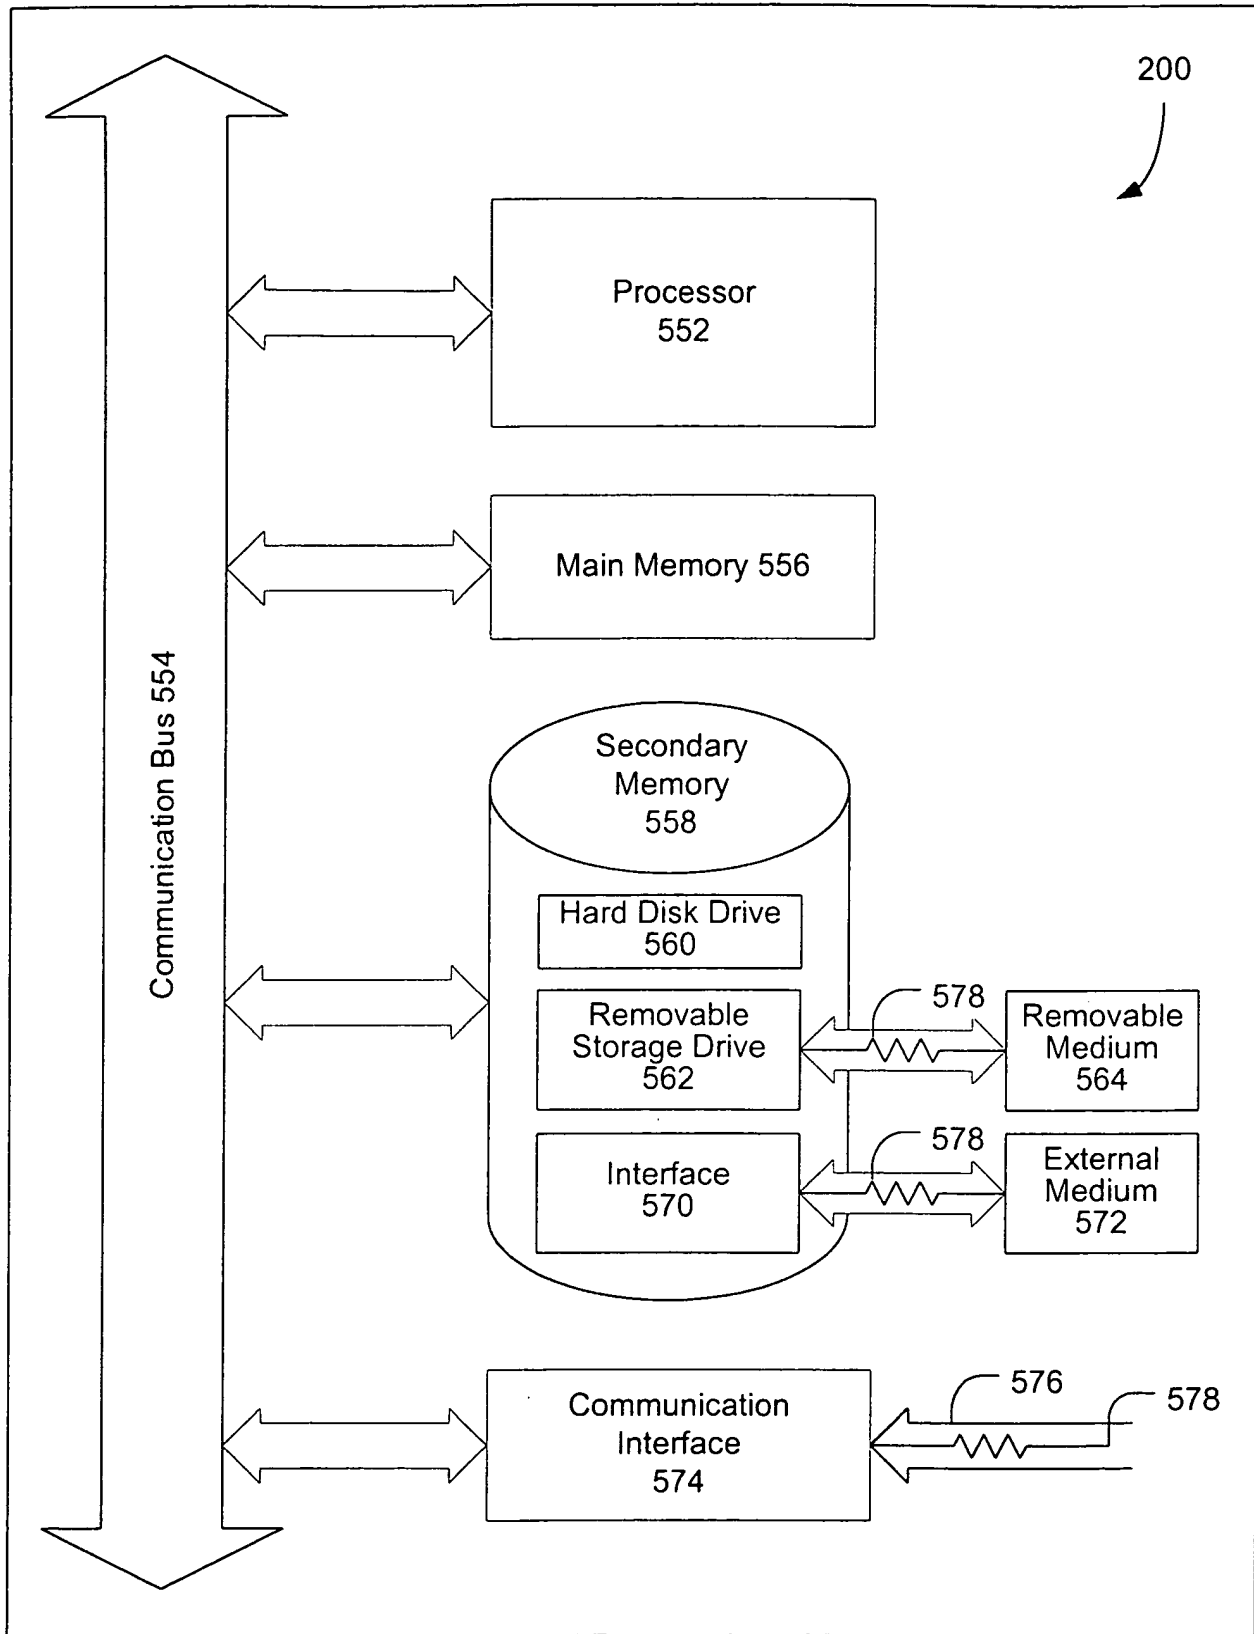 200
Processor
552
Main Memory 556
Communication Bus 554
Secondary
Memory
558
Hard Disk Drive
560
Removable
Storage Drive
562
578
Removable
Medium
564
Interface
570
578
External
Medium
572
Communication
Interface
574
576
578